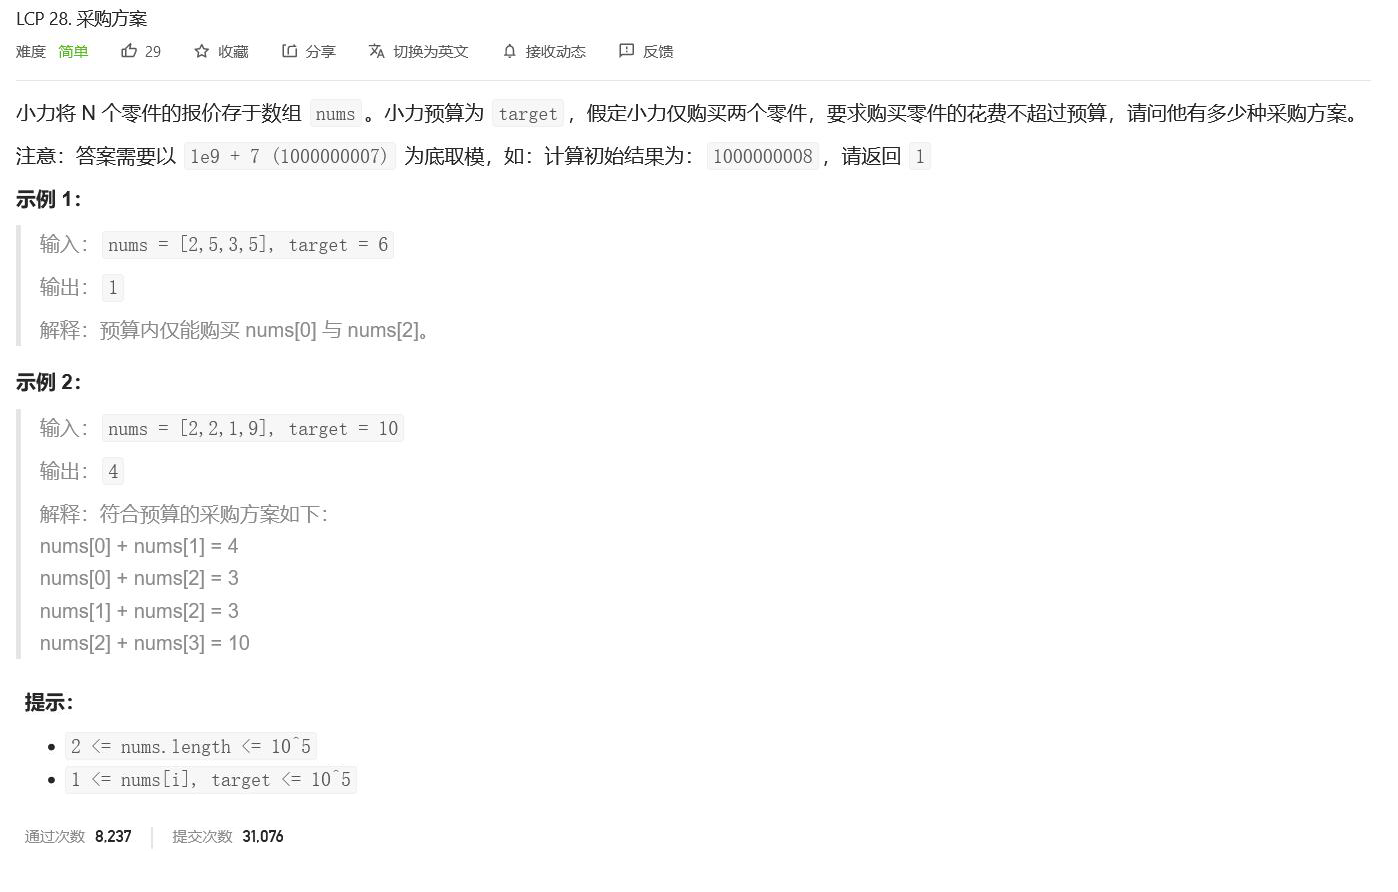 LCP 28. 采购方案
难度 简单 29 收藏 分享 切换为英文 接收动态 反馈
小力将 N 个零件的报价存于数组 nums 。小力预算为 target ，假定小力仅购买两个零件，要求购买零件的花费不超过预算，请问他有多少种采购方案。
注意：答案需要以 1e9 + 7 (1000000007) 为底取模，如：计算初始结果为：1000000008 ，请返回 1
示例 1：
输入：nums = [2,5,3,5], target = 6
输出：1
解释：预算内仅能购买 nums[0] 与 nums[2]。
示例 2：
输入：nums = [2,2,1,9], target = 10
输出：4
解释：符合预算的采购方案如下：
nums[0] + nums[1] = 4
nums[0] + nums[2] = 3
nums[1] + nums[2] = 3
nums[2] + nums[3] = 10
提示：
2 <= nums.length <= 10^5
1 <= nums[i], target <= 10^5
通过次数 8,237 提交次数 31,076